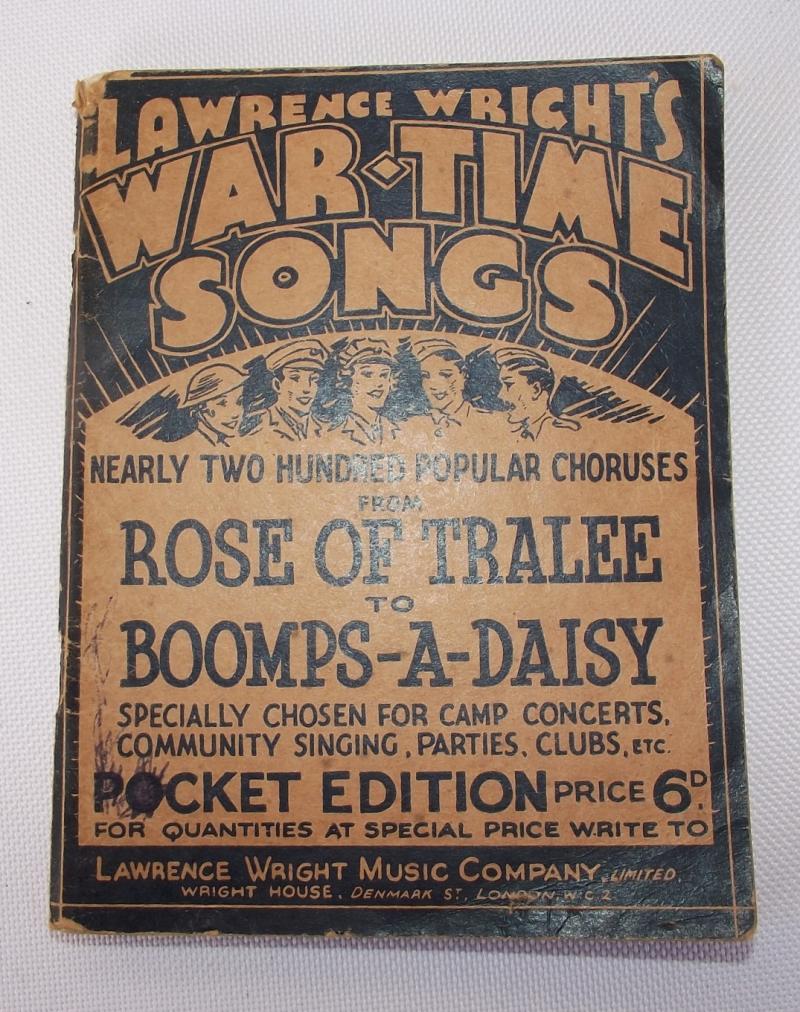 LAWRENCE WRIGHT'S
WAR·TIME
SONGS
NEARLY TWO HUNDRED POPULAR CHORUSES
FROM
ROSE OF TRALEE
TO
BOOMPS-A-DAISY
SPECIALLY CHOSEN FOR CAMP CONCERTS,
COMMUNITY SINGING, PARTIES, CLUBS, ETC.
POCKET EDITION PRICE 6D.
FOR QUANTITIES AT SPECIAL PRICE WRITE TO
LAWRENCE WRIGHT MUSIC COMPANY, LIMITED,
WRIGHT HOUSE, DENMARK ST, LONDON W.C.2